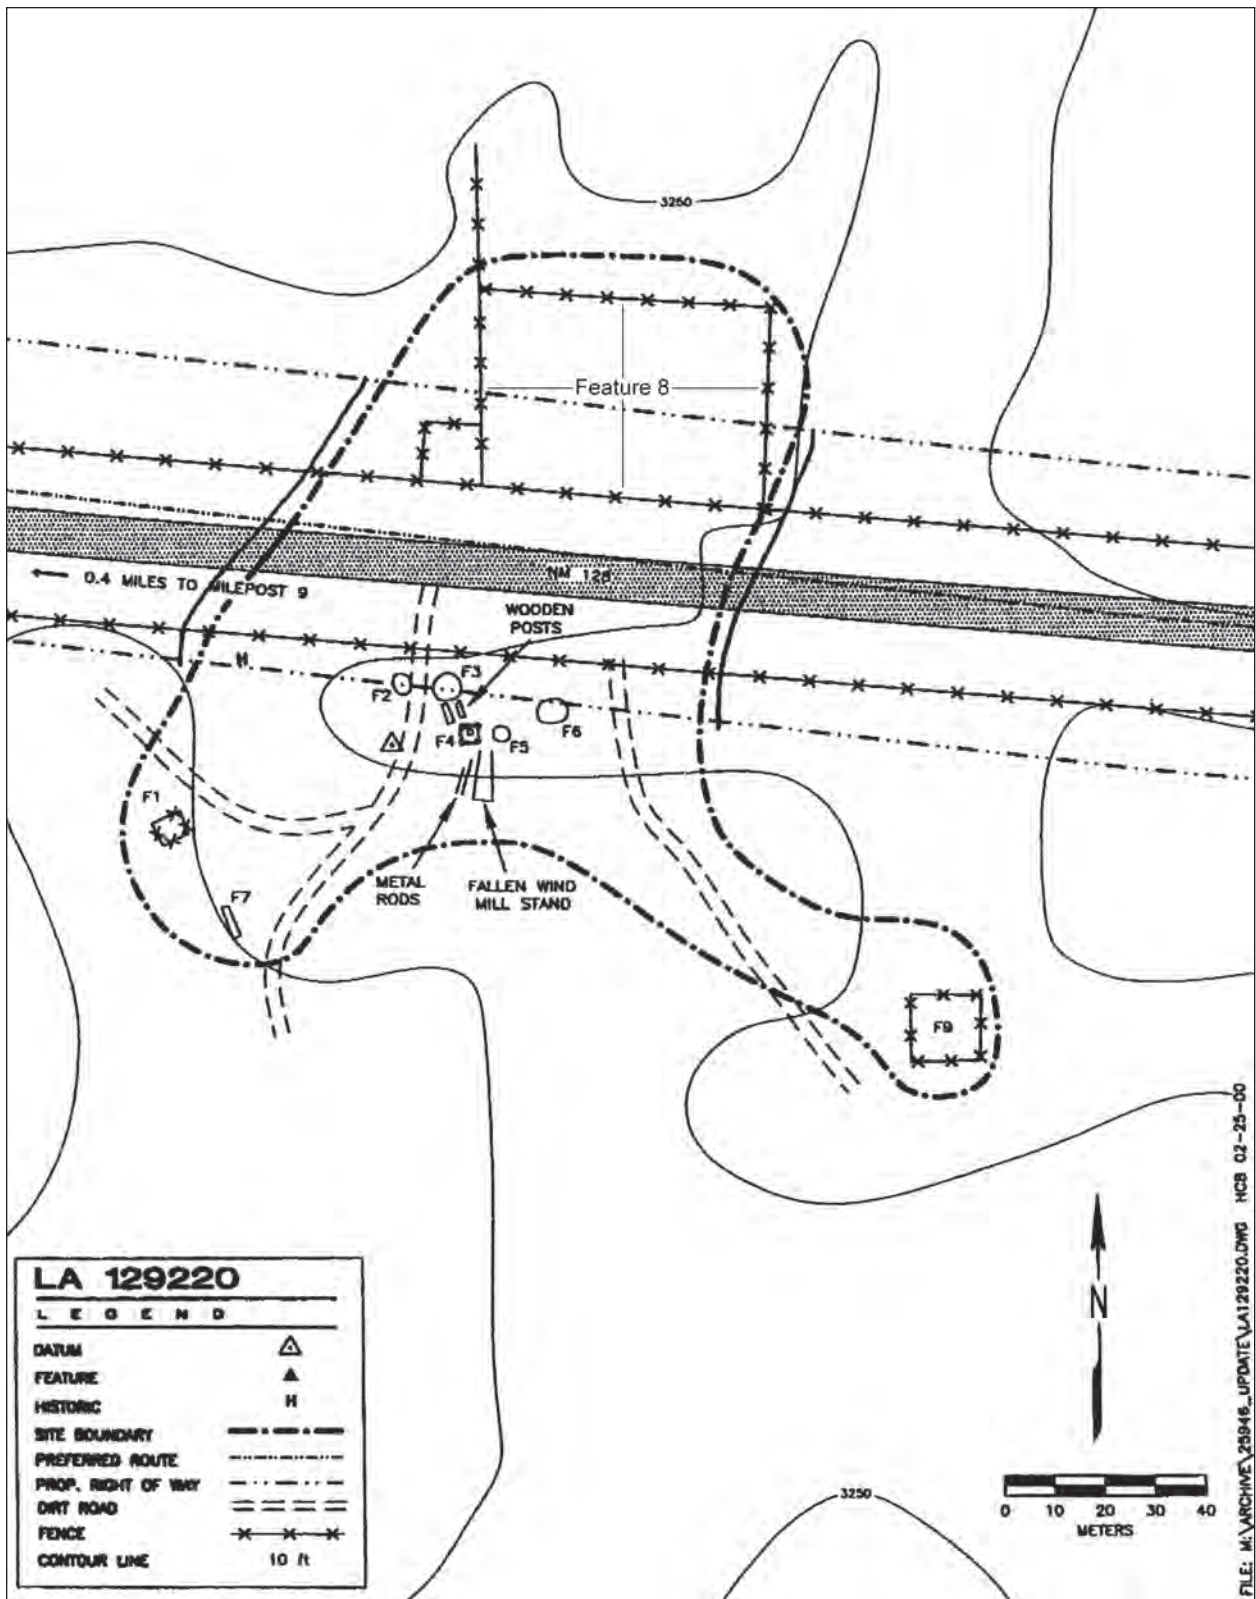 3260
Feature 8
NM 128
0.4 MILES TO MILEPOST 9
WOODEN
POSTS
H
F2
F3
F6
F4
F5
F1
F7
METAL
RODS
FALLEN WIND
MILL STAND
F9
N
0 10 20 30 40
METERS
3250
LA 129220
LEGEND
DATUM
FEATURE
HISTORIC H
SITE BOUNDARY
PREFERRED ROUTE
PROP. RIGHT OF WAY
DIRT ROAD
FENCE
CONTOUR LINE 10 ft
FILE: M:\ARCHIVE\25946_UPDATE\LA129220.DWG HCB 02-25-00